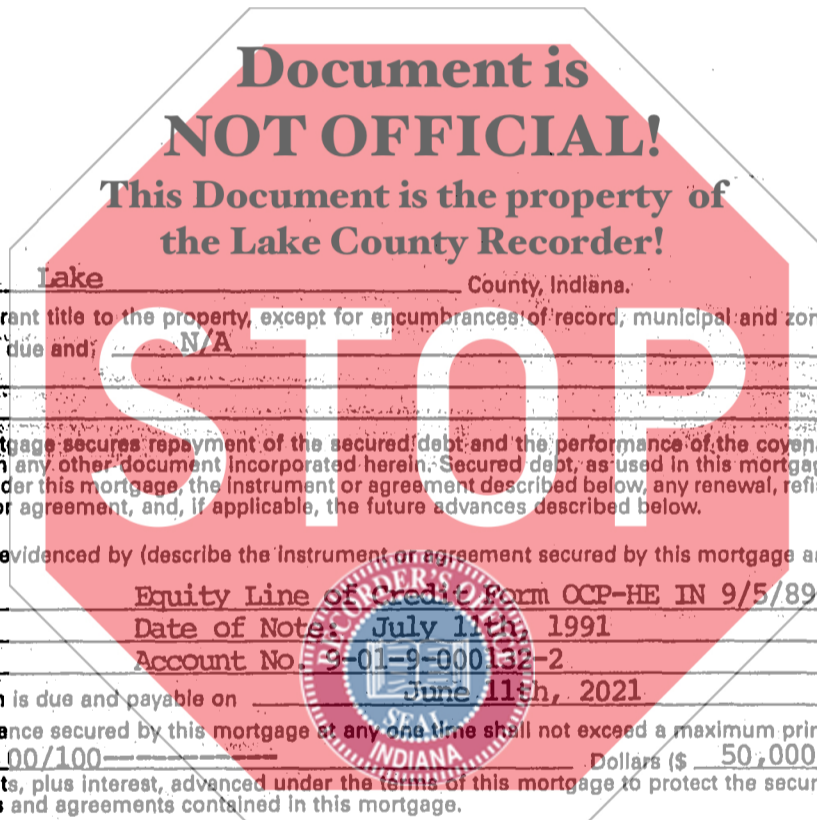 Document is
NOT OFFICIAL!
This Document is the property of
the Lake County Recorder!
Lake County, Indiana.
rant title to the property, except for encumbrances of record, municipal and zon
due and; N/A
STOP
tgage secures repayment of the secured debt and the performance of the coven
n any other document incorporated herein. Secured debt, as used in this mortgag
der this mortgage, the instrument or agreement described below, any renewal, refi
or agreement, and, if applicable, the future advances described below.
evidenced by (describe the instrument or agreement secured by this mortgage a
Equity Line of Credit Form OCP-HE IN 9/5/89
Date of Note: July 11th, 1991
Account No. 9-01-9-000132-2
n is due and payable on June 11th, 2021
ance secured by this mortgage at any one time shall not exceed a maximum prin
00/100---------- Dollars ($ 50,000
ts, plus interest, advanced under the terms of this mortgage to protect the secur
s and agreements contained in this mortgage.
RECORDER'S OFFICE
SEAL
INDIANA